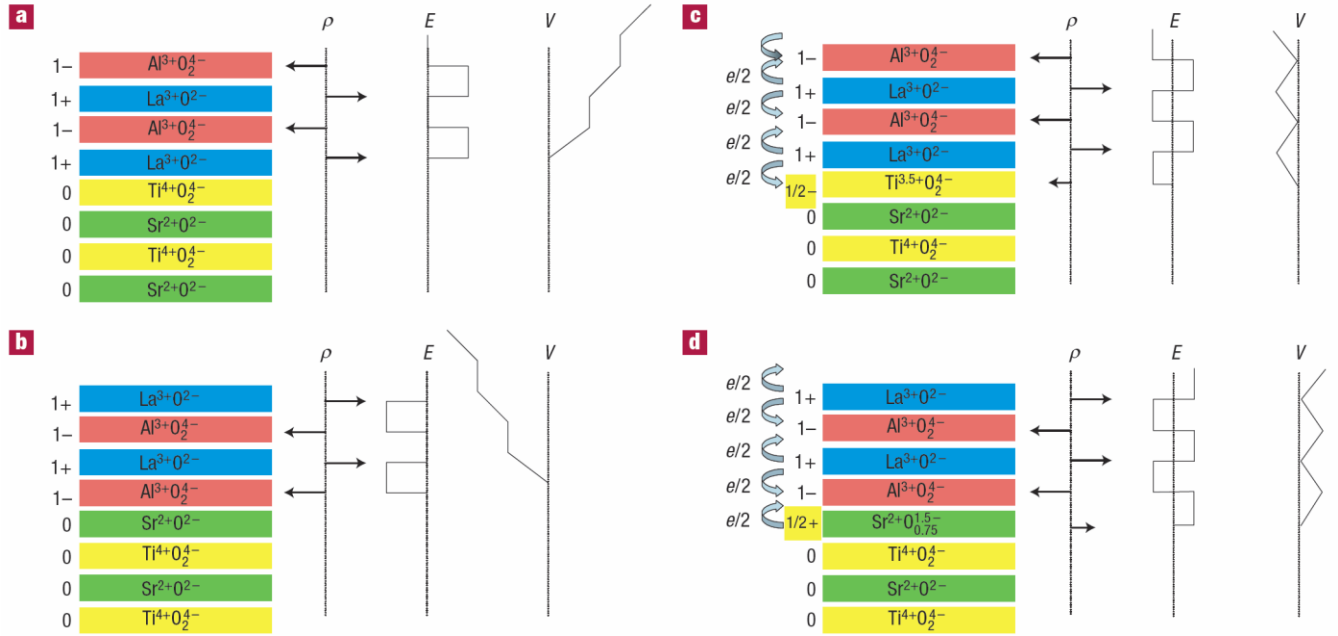 a
ρ E V
1– Al³⁺O₂⁴⁻
1+ La³⁺O²⁻
1– Al³⁺O₂⁴⁻
1+ La³⁺O²⁻
0 Ti⁴⁺O₂⁴⁻
0 Sr²⁺O²⁻
0 Ti⁴⁺O₂⁴⁻
0 Sr²⁺O²⁻
b
ρ E V
1+ La³⁺O²⁻
1– Al³⁺O₂⁴⁻
1+ La³⁺O²⁻
1– Al³⁺O₂⁴⁻
0 Sr²⁺O²⁻
0 Ti⁴⁺O₂⁴⁻
0 Sr²⁺O²⁻
0 Ti⁴⁺O₂⁴⁻
c
ρ E V
1– Al³⁺O₂⁴⁻
e/2
1+ La³⁺O²⁻
e/2
1– Al³⁺O₂⁴⁻
e/2
1+ La³⁺O²⁻
e/2
1/2– Ti³·⁵⁺O₂⁴⁻
0 Sr²⁺O²⁻
0 Ti⁴⁺O₂⁴⁻
0 Sr²⁺O²⁻
d
ρ E V
e/2
1+ La³⁺O²⁻
e/2
1– Al³⁺O₂⁴⁻
e/2
1+ La³⁺O²⁻
e/2
1– Al³⁺O₂⁴⁻
e/2 1/2+ Sr²⁺O₀.₇₅¹·⁵⁻
0 Ti⁴⁺O₂⁴⁻
0 Sr²⁺O²⁻
0 Ti⁴⁺O₂⁴⁻